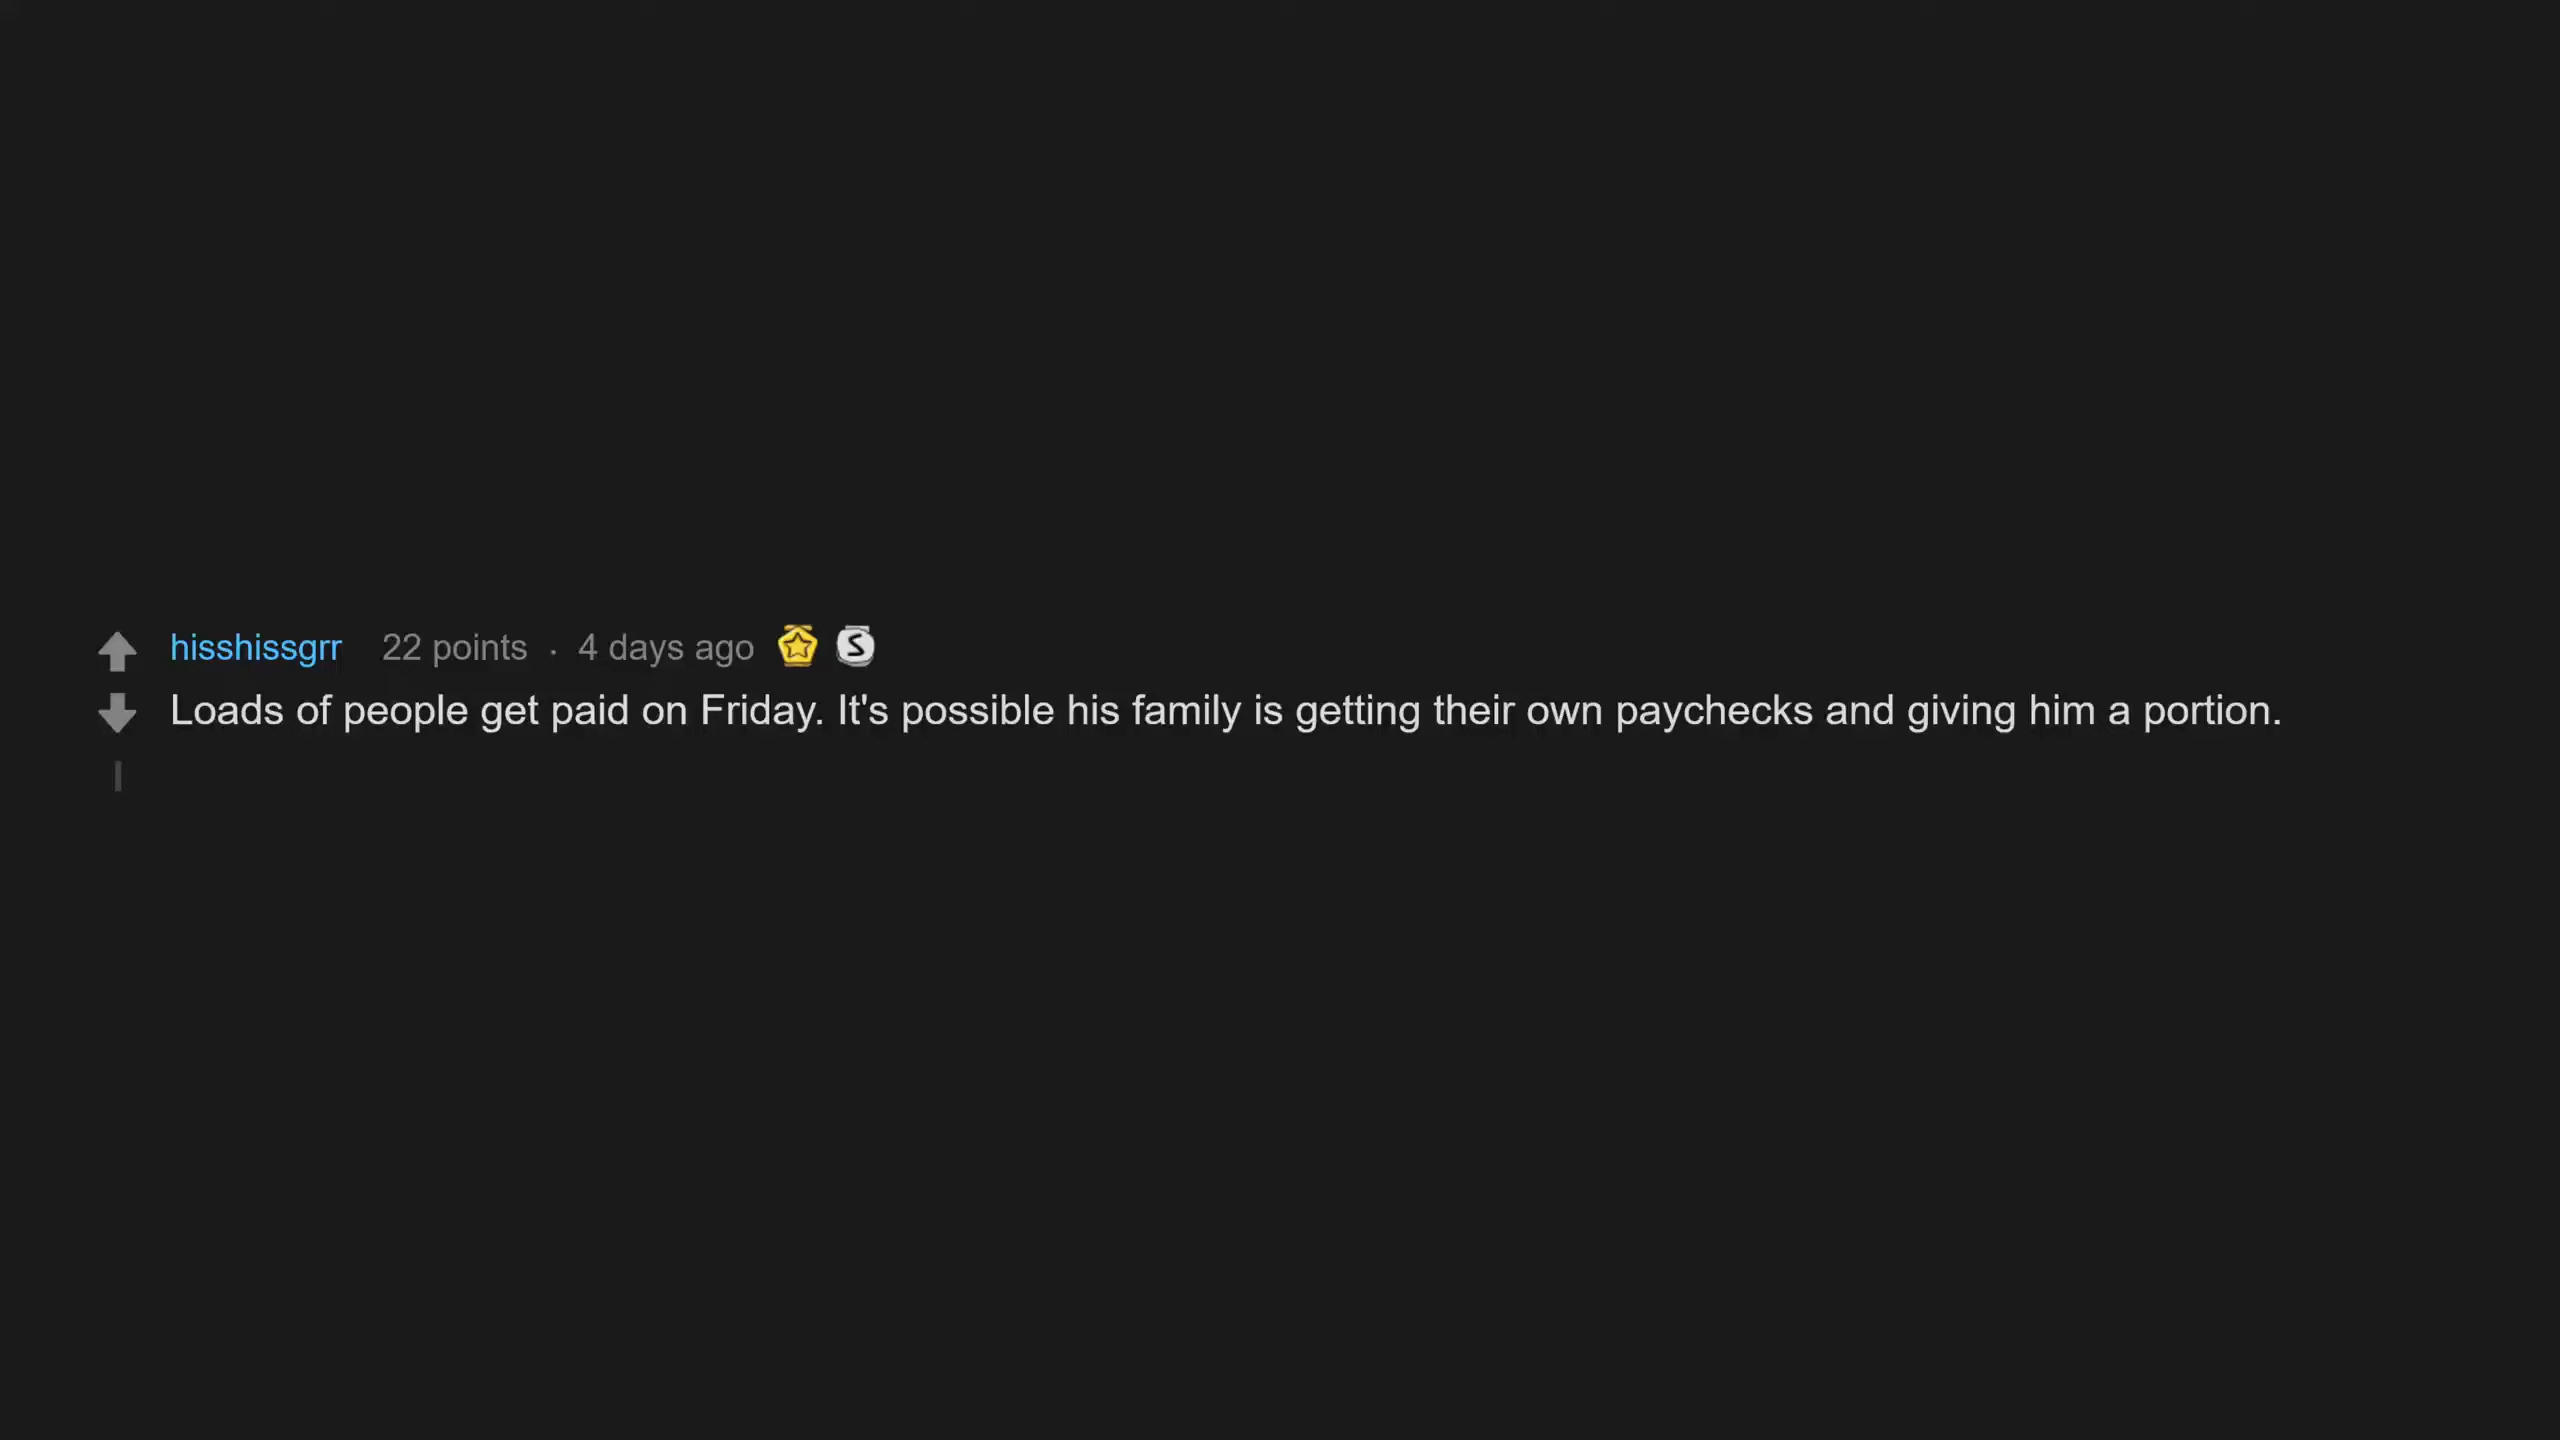 hisshissgrr 22 points · 4 days ago S
Loads of people get paid on Friday. It's possible his family is getting their own paychecks and giving him a portion.